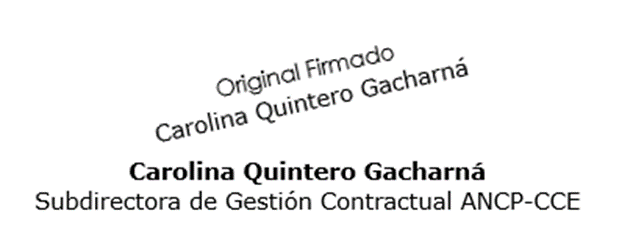 Original Firmado
Carolina Quintero Gacharná
Carolina Quintero Gacharná
Subdirectora de Gestión Contractual ANCP-CCE